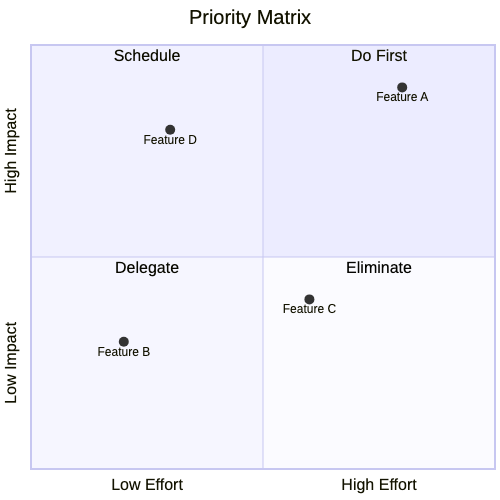 Priority Matrix
Schedule
Do First
Feature A
Feature D
High Impact
Delegate
Eliminate
Feature C
Feature B
Low Impact
Low Effort
High Effort